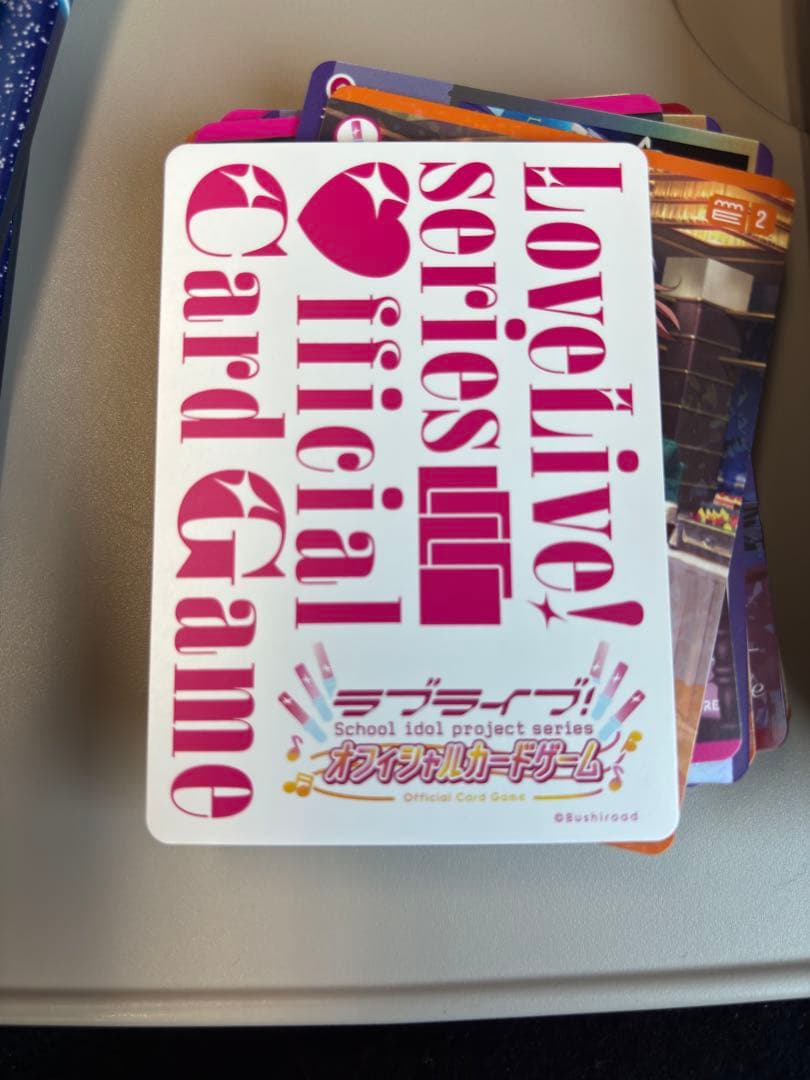 LoveLive!
series
Official
Card Game
ラブライブ!
School idol project series
オフィシャルカードゲーム
Official Card Game
©Bushiroad
2